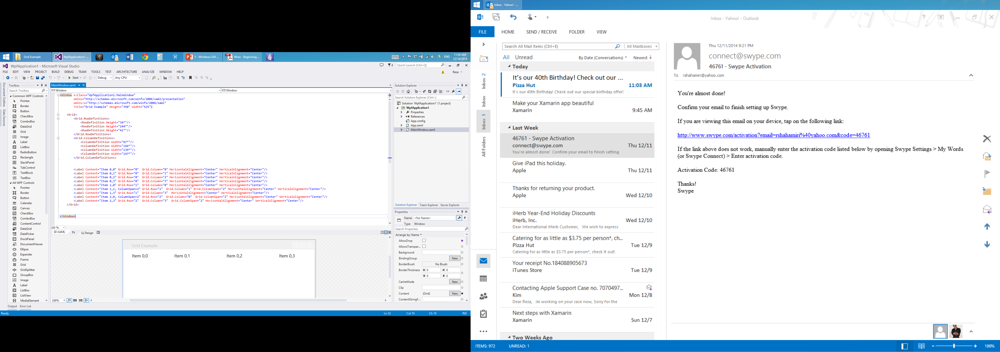 Grid Example
WpfApplication1 ...
5 - Windows GUI ...
Wrox - Beginning ...
ENG
11:58 AM
12/14/2014
WpfApplication1 - Microsoft Visual Studio
4
Quick Launch (Ctrl+Q)
FILE EDIT VIEW PROJECT BUILD DEBUG TEAM TOOLS TEST ARCHITECTURE ANALYZE WINDOW HELP
Reza
Start
Debug
Any CPU
Document Outline
Data Sources
Toolbox
Search Toolbox
Common WPF Controls
Pointer
Border
Button
CheckBox
ComboBox
DataGrid
Grid
Image
Label
ListBox
RadioButton
Rectangle
StackPanel
TabControl
TextBlock
TextBox
All WPF Controls
Pointer
Border
Button
Calendar
Canvas
CheckBox
ComboBox
ContentControl
DataGrid
DatePicker
DockPanel
DocumentViewer
Ellipse
Expander
Frame
Grid
GridSplitter
GroupBox
Image
Label
ListBox
ListView
MediaElement
MainWindow.xaml
Window
Window
<Window x:Class="WpfApplication1.MainWindow"
xmlns="http://schemas.microsoft.com/winfx/2006/xaml/presentation"
xmlns:x="http://schemas.microsoft.com/winfx/2006/xaml"
Title="Grid Example" Height="350" Width="525">
<Grid>
<Grid.RowDefinitions>
<RowDefinition Height="34*"/>
<RowDefinition Height="244*"/>
<RowDefinition Height="41*"/>
</Grid.RowDefinitions>
<Grid.ColumnDefinitions>
<ColumnDefinition Width="87*"/>
<ColumnDefinition Width="144*"/>
<ColumnDefinition Width="139*"/>
<ColumnDefinition Width="147*"/>
</Grid.ColumnDefinitions>
<Label Content="Item 0,0" Grid.Row="0"  Grid.Column="0" HorizontalAlignment="Center" VerticalAlignment="Center"/>
<Label Content="Item 0,1" Grid.Row="0"  Grid.Column="1" HorizontalAlignment="Center" VerticalAlignment="Center"/>
<Label Content="Item 0,2" Grid.Row="0"  Grid.Column="2" HorizontalAlignment="Center" VerticalAlignment="Center"/>
<Label Content="Item 0,3" Grid.Row="0"  Grid.Column="3" HorizontalAlignment="Center" VerticalAlignment="Center"/>
<Label Content="Item 1,0" Grid.Row="1"  Grid.Column="0" HorizontalAlignment="Center" VerticalAlignment="Center"/>
<Label Content="Item 1,1, ColumnSpan=2" Grid.Row="1"  Grid.Column="1" Grid.ColumnSpan="2" HorizontalAlignment="Center" VerticalAlignment="Center"/>
<Label Content="Item 1,3" Grid.Row="1"  Grid.Column="3"  HorizontalAlignment="Center" VerticalAlignment="Center"/>
<Label Content="Item 2,0, ColumnSpan=2" Grid.Row="2"  Grid.Column="0"  Grid.ColumnSpan="2" HorizontalAlignment="Center" VerticalAlignment="Center"/>
<Label Content="Item 2,3" Grid.Row="2"  Grid.Column="3"  Grid.ColumnSpan="2" HorizontalAlignment="Center" VerticalAlignment="Center"/>
</Grid>
</Window>
100 %
XAML
Design
Grid Example
Item 0,0 Item 0,1 Item 0,2 Item 0,3
150%
fx
Solution Explorer
Search Solution Explorer (Ctrl+;)
Solution 'WpfApplication1' (1 project)
WpfApplication1
Properties
References
App.config
App.xaml
MainWindow.xaml
Solution Explorer Team Explorer Server Explorer
Properties
Name <No Name>
Type Window
Search Properties
Arrange by: Name
AllowDrop
AllowsTranspar...
Background
BindingGroup New
BorderBrush No Brush
BorderThickness 0 0
0 0
CacheMode New
Clip
Content (Grid) New
ContentStringF...
Output Error List
Ready
Ln 32 Col 10 Ch 10 INS
Inbox - Yahoo! - ...
Inbox - Yahoo! - Outlook
FILE HOME SEND / RECEIVE FOLDER VIEW
Inbox 2
Inbox
Inbox 1
All Folders
Search All Mail Items (Ctrl+E)
All Mailboxes
All Unread
By Date (Conversations) Newest
Today
It's our 40th Birthday! Check out our ...
Pizza Hut 11:03 AM
It's our 40th Birthday! Check out our special birthday offer!
Make your Xamarin app beautiful
Xamarin 9:45 AM
Last Week
46761 - Swype Activation
connect@swype.com Thu 12/11
You're almost done! Confirm your email to finish setting
Give iPad this holiday.
Apple Thu 12/11
Thanks for returning your product.
Apple Wed 12/10
iHerb Year-End Holiday Discounts
iHerb, Inc. Wed 12/10
Dear International iHerb Customer, We wish to express
Catering for as little as $3.75 per person*, ch...
Pizza Hut Tue 12/9
Catering for as little as $3.75 per person*, check it out!
Your receipt No.184088905673
iTunes Store Tue 12/9
Contacting Apple Support Case no. 7070497...
Kim Mon 12/8
Dear Reza, Im working on your case now, Sorry for the
Next steps with Xamarin
Xamarin Sun 12/7
Two Weeks Ago
Thu 12/11/2014 9:21 PM
connect@swype.com
46761 - Swype Activation
To rshahamiri@yahoo.com
You're almost done!
Confirm your email to finish setting up Swype.
If you are viewing this email on your device, tap on the following link:
http://www.swype.com/activation?email=rshahamiri%40yahoo.com&code=46761
If the link above does not work, manually enter the activation code listed below by opening Swype Settings > My Words
(or Swype Connect) > Enter activation code.
Activation Code: 46761
Thanks!
Swype
ITEMS: 972 UNREAD: 1
100%